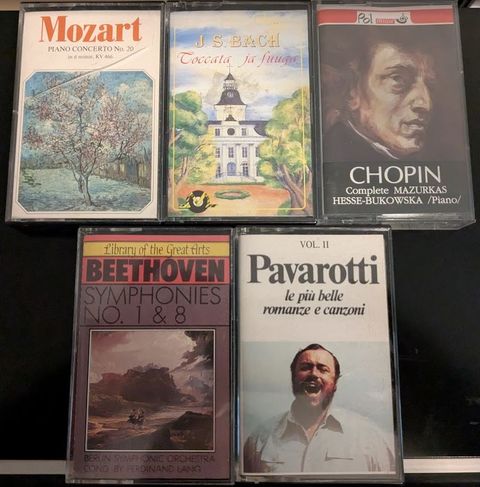 Mozart
PIANO CONCERTO No. 20
in d minor, KV 466
J. S. BACH
Toccata ja fuuga
Pol
CHOPIN
Complete MAZURKAS
HESSE-BUKOWSKA /Piano/
Library of the Great Arts
BEETHOVEN
SYMPHONIES
NO. 1 & 8
BERLIN SYMPHONIC ORCHESTRA
COND. BY FERDINAND LANG
VOL. II
Pavarotti
le più belle
romanze e canzoni